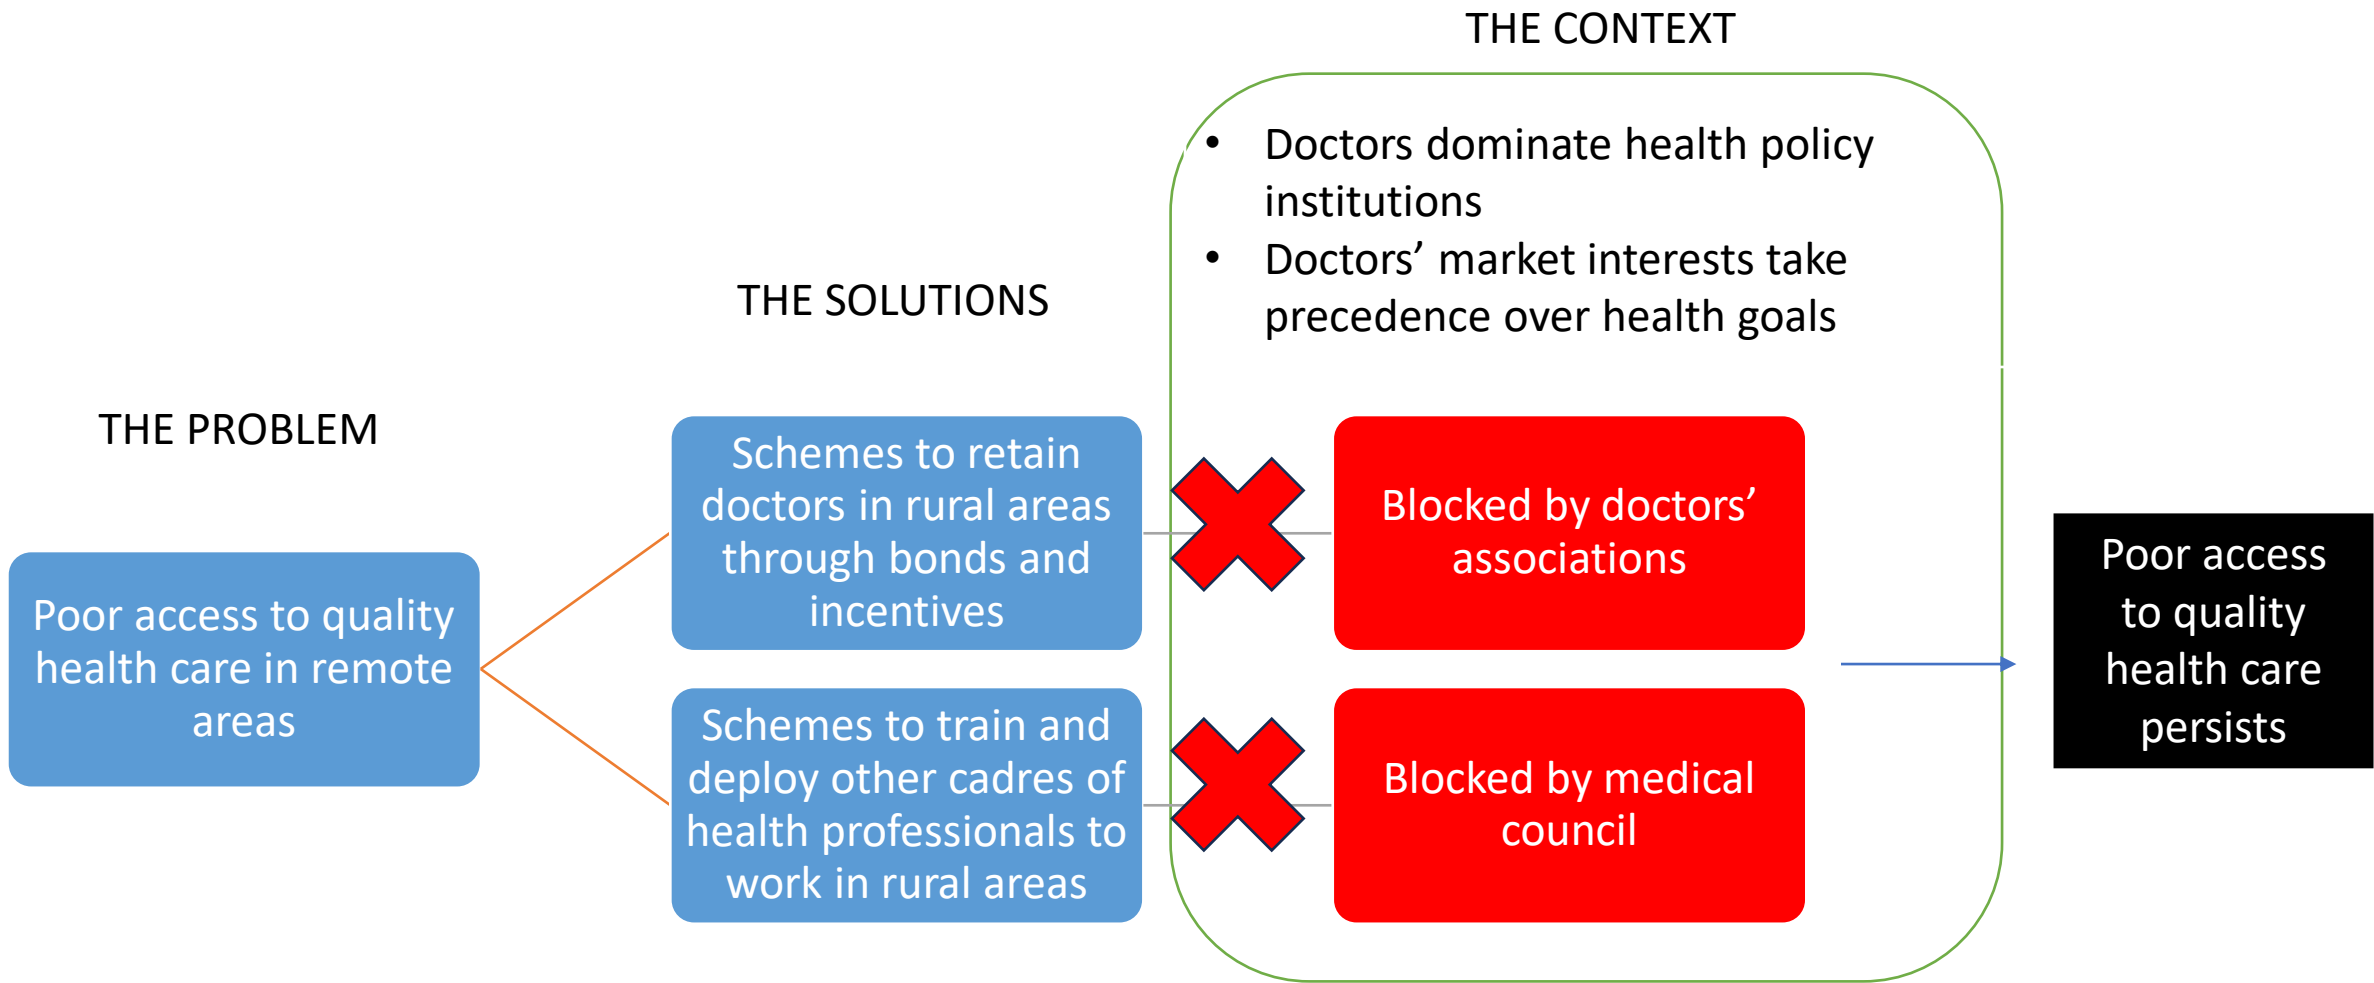 THE CONTEXT
• Doctors dominate health policy
institutions
• Doctors’ market interests take
precedence over health goals
THE SOLUTIONS
THE PROBLEM
Poor access to quality
health care in remote
areas
Schemes to retain
doctors in rural areas
through bonds and
incentives
Blocked by doctors’
associations
Schemes to train and
deploy other cadres of
health professionals to
work in rural areas
Blocked by medical
council
Poor access
to quality
health care
persists